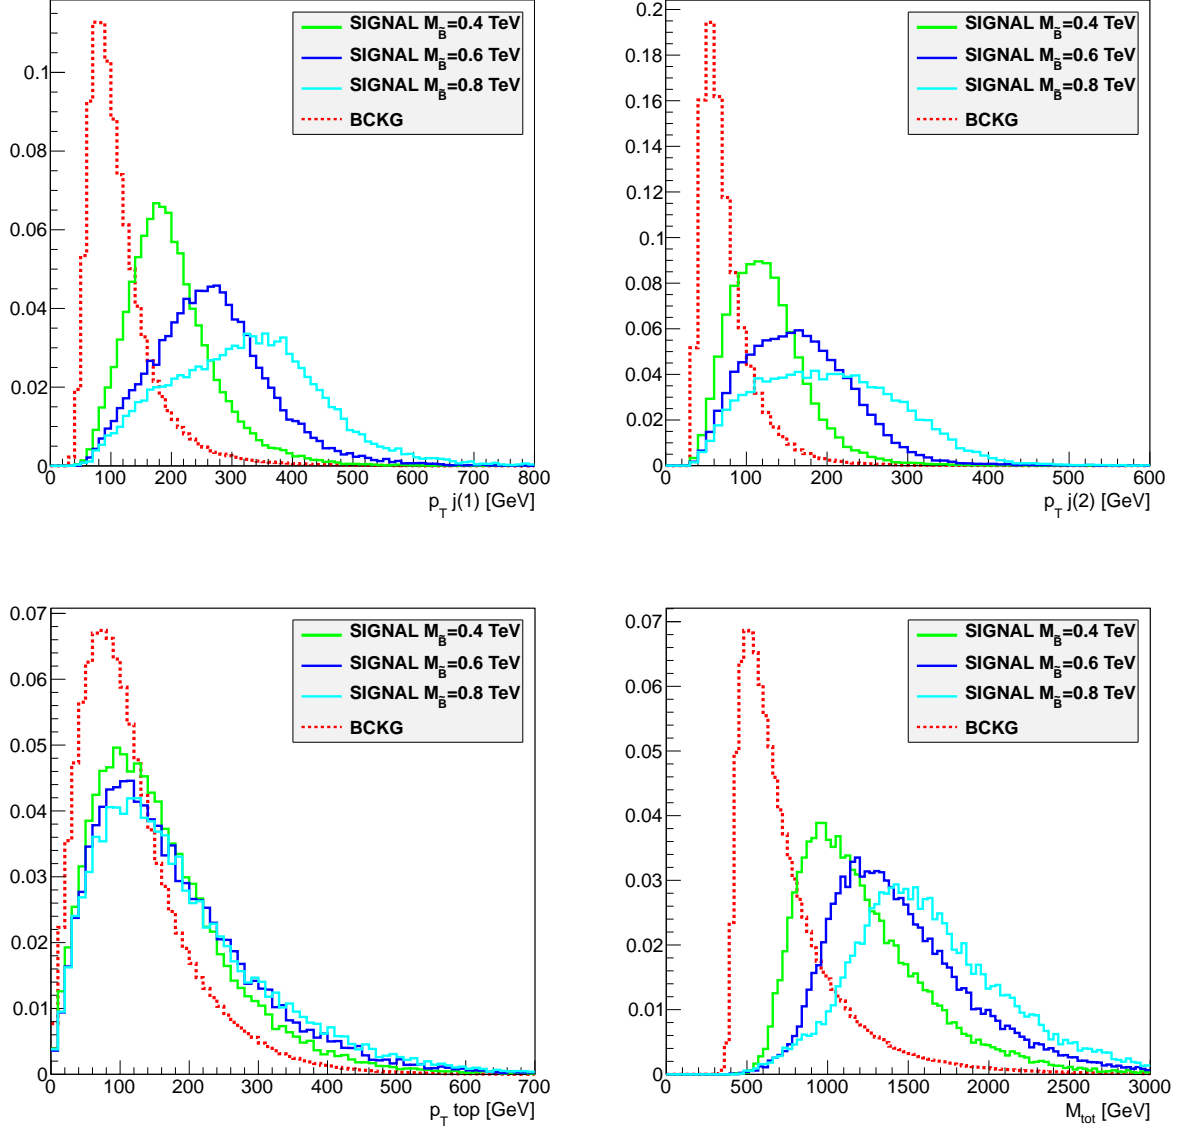 0.1
0.08
0.06
0.04
0.02
0
0 100 200 300 400 500 600 700 800
p_T j(1) [GeV]
SIGNAL M_B̃=0.4 TeV
SIGNAL M_B̃=0.6 TeV
SIGNAL M_B̃=0.8 TeV
BCKG
0.2
0.18
0.16
0.14
0.12
0.1
0.08
0.06
0.04
0.02
0
0 100 200 300 400 500 600
p_T j(2) [GeV]
SIGNAL M_B̃=0.4 TeV
SIGNAL M_B̃=0.6 TeV
SIGNAL M_B̃=0.8 TeV
BCKG
0.07
0.06
0.05
0.04
0.03
0.02
0.01
0
0 100 200 300 400 500 600 700
p_T top [GeV]
SIGNAL M_B̃=0.4 TeV
SIGNAL M_B̃=0.6 TeV
SIGNAL M_B̃=0.8 TeV
BCKG
0.07
0.06
0.05
0.04
0.03
0.02
0.01
0
0 500 1000 1500 2000 2500 3000
M_tot [GeV]
SIGNAL M_B̃=0.4 TeV
SIGNAL M_B̃=0.6 TeV
SIGNAL M_B̃=0.8 TeV
BCKG